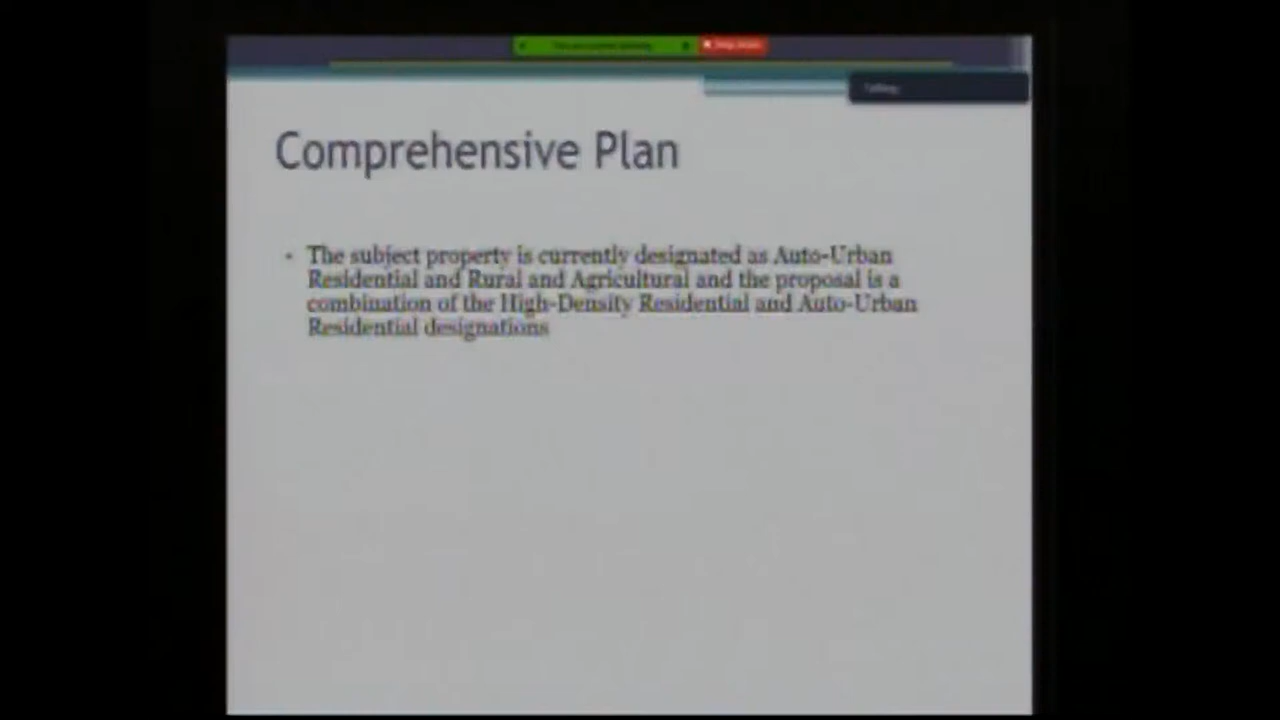 Talking:
Comprehensive Plan
• The subject property is currently designated as Auto-Urban
Residential and Rural and Agricultural and the proposal is a
combination of the High-Density Residential and Auto-Urban
Residential designations